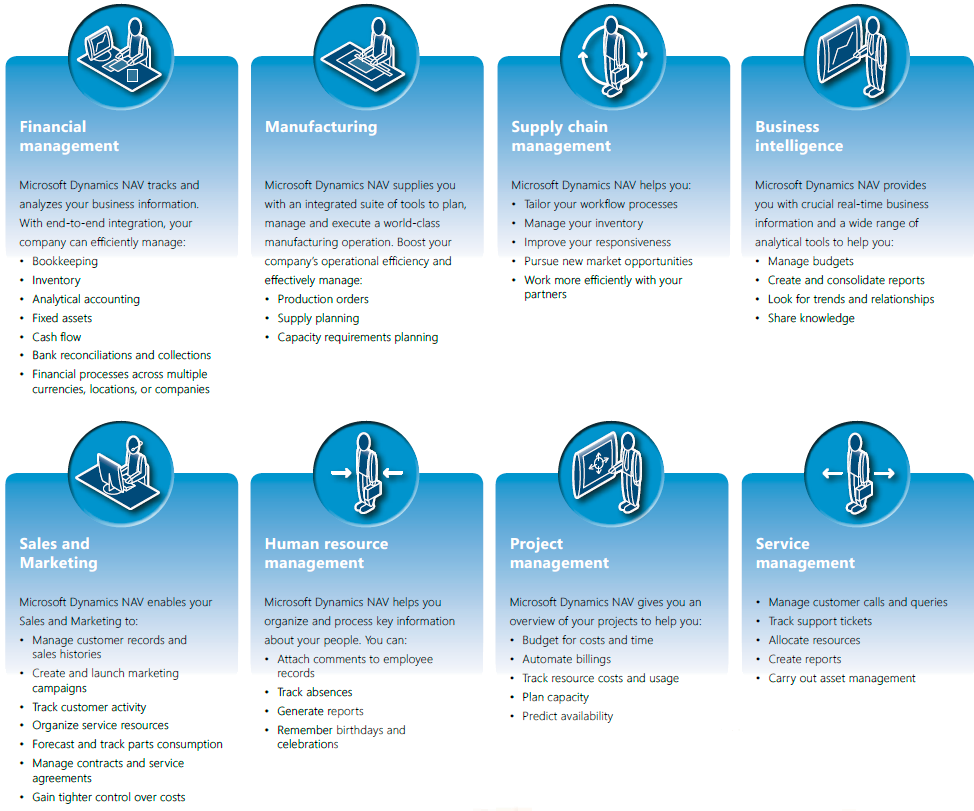 Financial
management
Microsoft Dynamics NAV tracks and
analyzes your business information.
With end-to-end integration, your
company can efficiently manage:
• Bookkeeping
• Inventory
• Analytical accounting
• Fixed assets
• Cash flow
• Bank reconciliations and collections
• Financial processes across multiple
currencies, locations, or companies
Manufacturing
Microsoft Dynamics NAV supplies you
with an integrated suite of tools to plan,
manage and execute a world-class
manufacturing operation. Boost your
company's operational efficiency and
effectively manage:
• Production orders
• Supply planning
• Capacity requirements planning
Supply chain
management
Microsoft Dynamics NAV helps you:
• Tailor your workflow processes
• Manage your inventory
• Improve your responsiveness
• Pursue new market opportunities
• Work more efficiently with your
partners
Business
intelligence
Microsoft Dynamics NAV provides
you with crucial real-time business
information and a wide range of
analytical tools to help you:
• Manage budgets
• Create and consolidate reports
• Look for trends and relationships
• Share knowledge
Sales and
Marketing
Microsoft Dynamics NAV enables your
Sales and Marketing to:
• Manage customer records and
sales histories
• Create and launch marketing
campaigns
• Track customer activity
• Organize service resources
• Forecast and track parts consumption
• Manage contracts and service
agreements
• Gain tighter control over costs
Human resource
management
Microsoft Dynamics NAV helps you
organize and process key information
about your people. You can:
• Attach comments to employee
records
• Track absences
• Generate reports
• Remember birthdays and
celebrations
Project
management
Microsoft Dynamics NAV gives you an
overview of your projects to help you:
• Budget for costs and time
• Automate billings
• Track resource costs and usage
• Plan capacity
• Predict availability
Service
management
• Manage customer calls and queries
• Track support tickets
• Allocate resources
• Create reports
• Carry out asset management